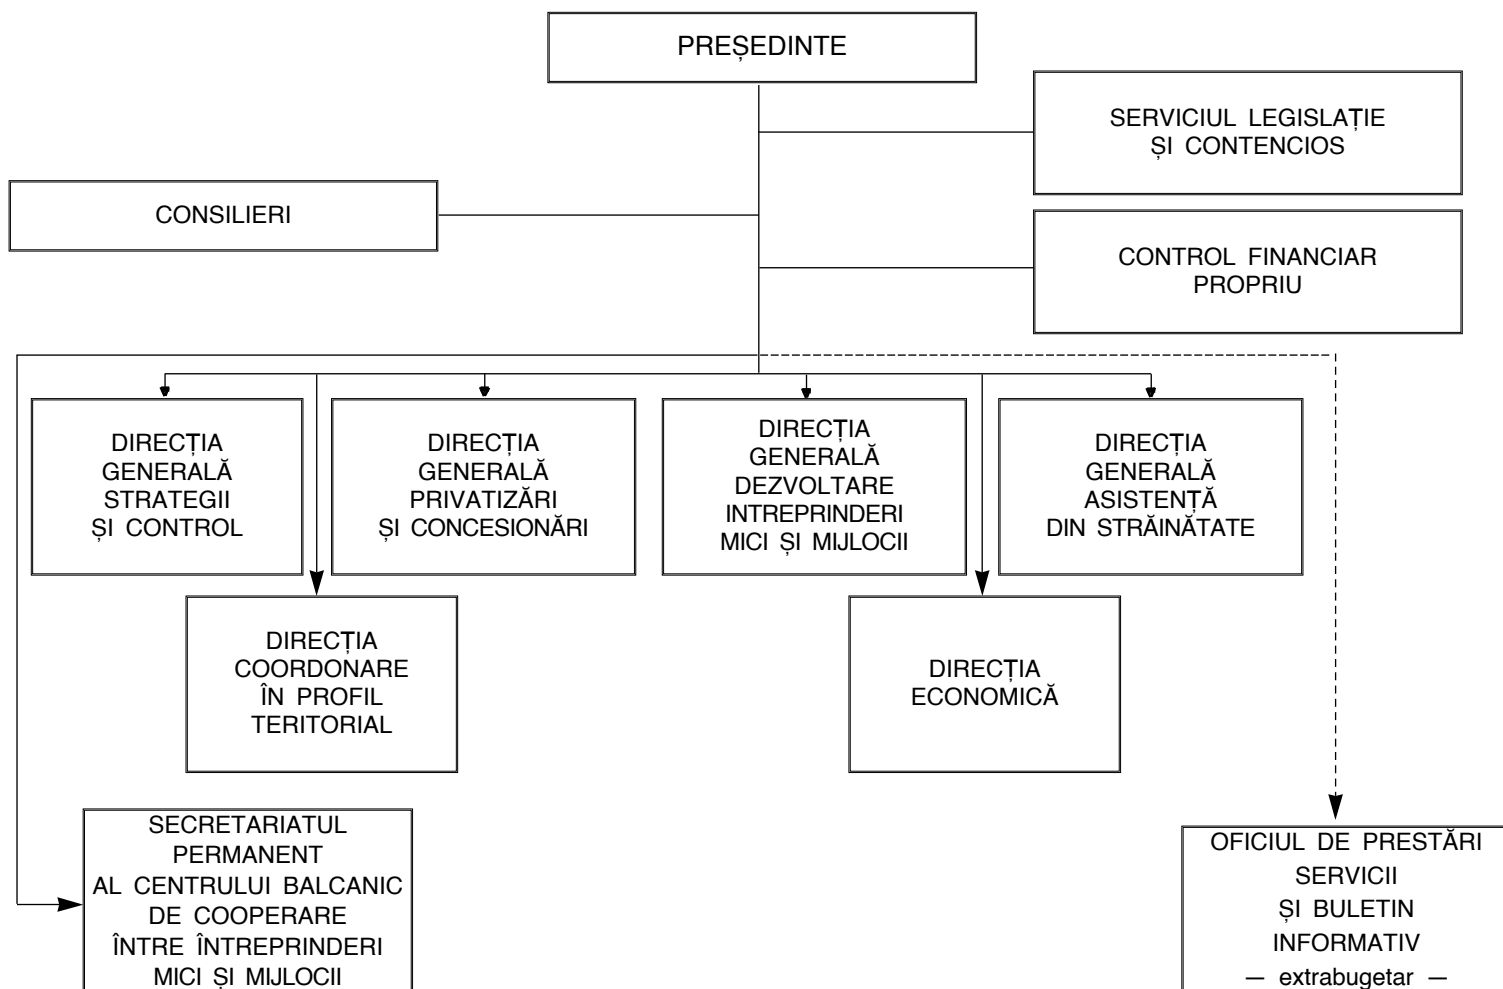 PREȘEDINTE
SERVICIUL LEGISLAȚIE
ȘI CONTENCIOS
CONSILIERI
CONTROL FINANCIAR
PROPRIU
DIRECȚIA
GENERALĂ
STRATEGII
ȘI CONTROL
DIRECȚIA
GENERALĂ
PRIVATIZĂRI
ȘI CONCESIONĂRI
DIRECȚIA
GENERALĂ
DEZVOLTARE
INTREPRINDERI
MICI ȘI MIJLOCII
DIRECȚIA
GENERALĂ
ASISTENȚĂ
DIN STRĂINĂTATE
DIRECȚIA
COORDONARE
ÎN PROFIL
TERITORIAL
DIRECȚIA
ECONOMICĂ
SECRETARIATUL
PERMANENT
AL CENTRULUI BALCANIC
DE COOPERARE
ÎNTRE ÎNTREPRINDERI
MICI ȘI MIJLOCII
OFICIUL DE PRESTĂRI
SERVICII
ȘI BULETIN
INFORMATIV
— extrabugetar —